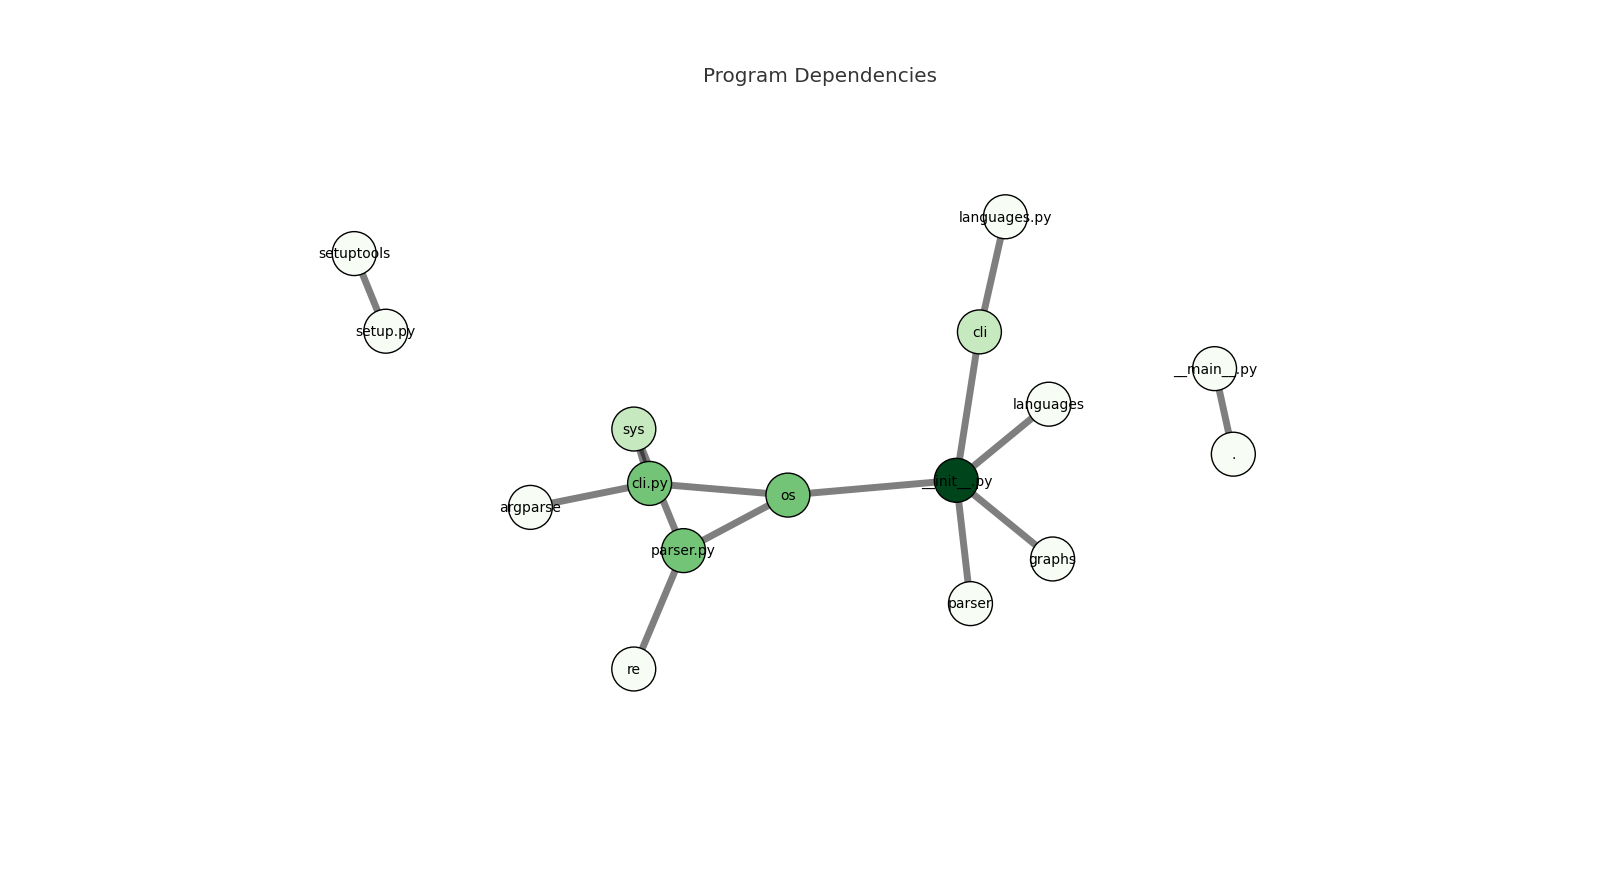 Program Dependencies
languages.py
setuptools
setup.py
cli
__main__.py
languages
sys
.
__init__.py
cli.py
os
argparse
parser.py
graphs
parser
re